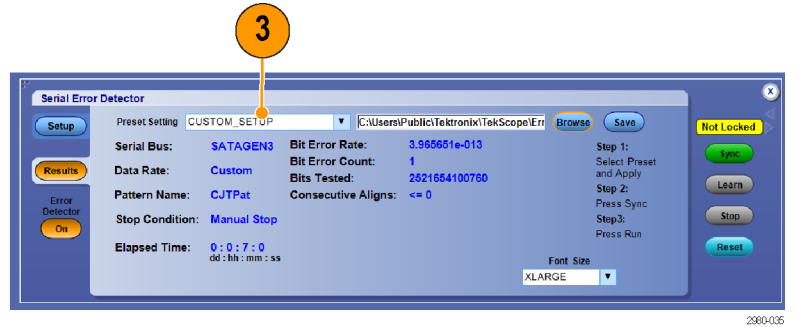 3
Serial Error Detector
X
Setup
Preset Setting CUSTOM_SETUP C:\Users\Public\Tektronix\TekScope\Err Browse Save
Not Locked
Serial Bus: SATAGEN3 Bit Error Rate: 3.965651e-013 Step 1:
Sync
Bit Error Count: 1 Select Preset
Results Data Rate: Custom Bits Tested: 2521654100760 and Apply
Learn
Pattern Name: CJTPat Consecutive Aligns: <= 0 Step 2:
Error
Detector
On
Press Sync
Stop Condition: Manual Stop Step3:
Stop
Press Run
Elapsed Time: 0 : 0 : 7 : 0
Reset
dd : hh : mm : ss
Font Size
XLARGE
2980-035